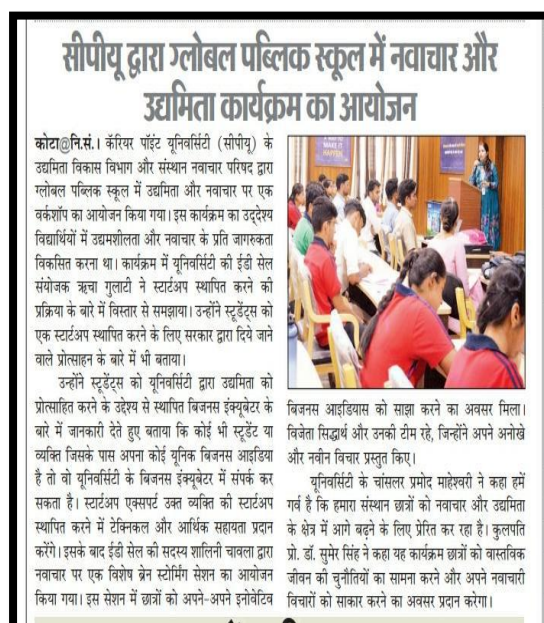 सीपीयू द्वारा ग्लोबल पब्लिक स्कूल में नवाचार और
उद्यमिता कार्यक्रम का आयोजन
कोटा@नि.सं.। कॅरियर पॉइंट यूनिवर्सिटी (सीपीयू) के
उद्यमिता विकास विभाग और संस्थान नवाचार परिषद द्वारा
ग्लोबल पब्लिक स्कूल में उद्यमिता और नवाचार पर एक
वर्कशॉप का आयोजन किया गया। इस कार्यक्रम का उद्देश्य
विद्यार्थियों में उद्यमशीलता और नवाचार के प्रति जागरुकता
विकसित करना था। कार्यक्रम में यूनिवर्सिटी की ईडी सेल
संयोजक ऋचा गुलाटी ने स्टार्टअप स्थापित करने की
प्रक्रिया के बारे में विस्तार से समझाया। उन्होंने स्टूडेंट्स को
एक स्टार्टअप स्थापित करने के लिए सरकार द्वारा दिये जाने
वाले प्रोत्साहन के बारे में भी बताया।
उन्होंने स्टूडेंट्स को यूनिवर्सिटी द्वारा उद्यमिता को
प्रोत्साहित करने के उद्देश्य से स्थापित बिजनस इंक्यूबेटर के
बारे में जानकारी देते हुए बताया कि कोई भी स्टूडेंट या
व्यक्ति जिसके पास अपना कोई यूनिक बिजनस आइडिया
है तो वो यूनिवर्सिटी के बिजनस इंक्यूबेटर में संपर्क कर
सकता है। स्टार्टअप एक्सपर्ट उक्त व्यक्ति की स्टार्टअप
स्थापित करने में टेक्निकल और आर्थिक सहायता प्रदान
करेंगे। इसके बाद ईडी सेल की सदस्य शालिनी चावला द्वारा
नवाचार पर एक विशेष ब्रेन स्टोर्मिंग सेशन का आयोजन
किया गया। इस सेशन में छात्रों को अपने-अपने इनोवेटिव
MAKE IT
HAPPEN
बिजनस आइडियास को साझा करने का अवसर मिला।
विजेता सिद्धार्थ और उनकी टीम रहे, जिन्होंने अपने अनोखे
और नवीन विचार प्रस्तुत किए।
यूनिवर्सिटी के चांसलर प्रमोद माहेश्वरी ने कहा हमें
गर्व है कि हमारा संस्थान छात्रों को नवाचार और उद्यमिता
के क्षेत्र में आगे बढ़ने के लिए प्रेरित कर रहा है। कुलपति
प्रो. डॉ. सुमेर सिंह ने कहा यह कार्यक्रम छात्रों को वास्तविक
जीवन की चुनौतियों का सामना करने और अपने नवाचारी
विचारों को साकार करने का अवसर प्रदान करेगा।